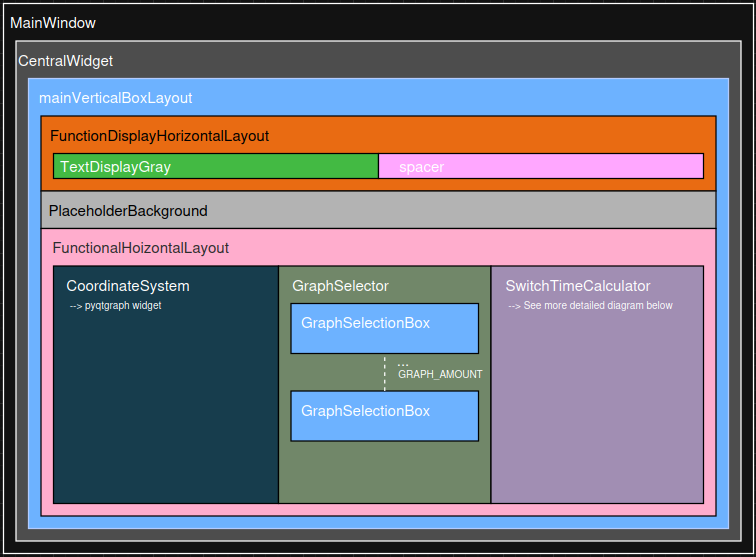 MainWindow
CentralWidget
mainVerticalBoxLayout
FunctionDisplayHorizontalLayout
TextDisplayGray
spacer
PlaceholderBackground
FunctionalHoizontalLayout
CoordinateSystem
--> pyqtgraph widget
GraphSelector
GraphSelectionBox
...
GRAPH_AMOUNT
GraphSelectionBox
SwitchTimeCalculator
--> See more detailed diagram below